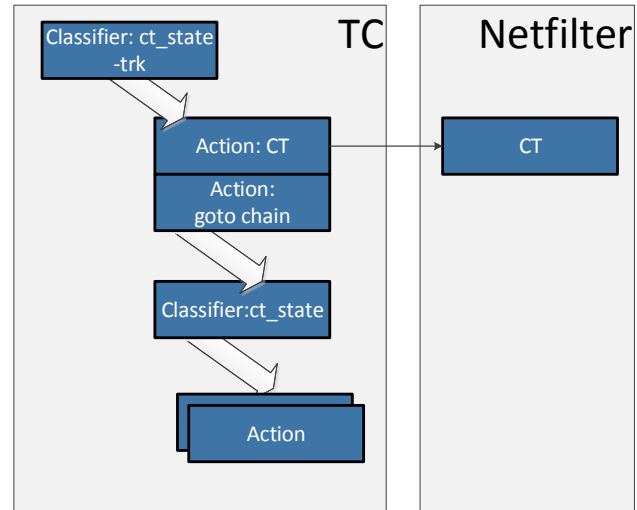 TC
Netfilter
Classifier: ct_state
-trk
Action: CT
CT
Action:
goto chain
Classifier:ct_state
Action